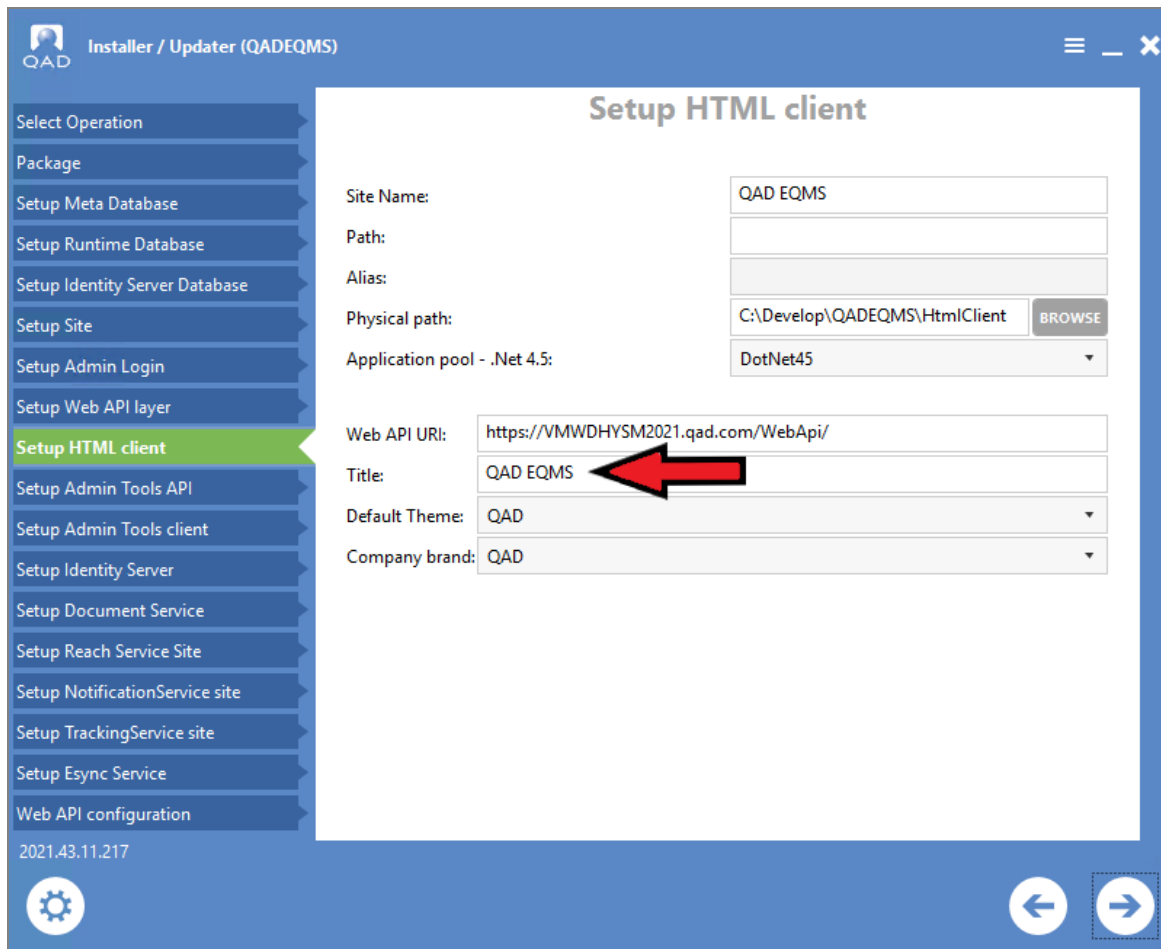 QAD
Installer / Updater (QADEQMS)
Select Operation
Package
Setup Meta Database
Setup Runtime Database
Setup Identity Server Database
Setup Site
Setup Admin Login
Setup Web API layer
Setup HTML client
Setup Admin Tools API
Setup Admin Tools client
Setup Identity Server
Setup Document Service
Setup Reach Service Site
Setup NotificationService site
Setup TrackingService site
Setup Esync Service
Web API configuration
2021.43.11.217
Setup HTML client
Site Name: QAD EQMS
Path:
Alias:
Physical path: C:\Develop\QADEQMS\HtmlClient BROWSE
Application pool - .Net 4.5: DotNet45
Web API URI: https://VMWDHYSM2021.qad.com/WebApi/
Title: QAD EQMS
Default Theme: QAD
Company brand: QAD